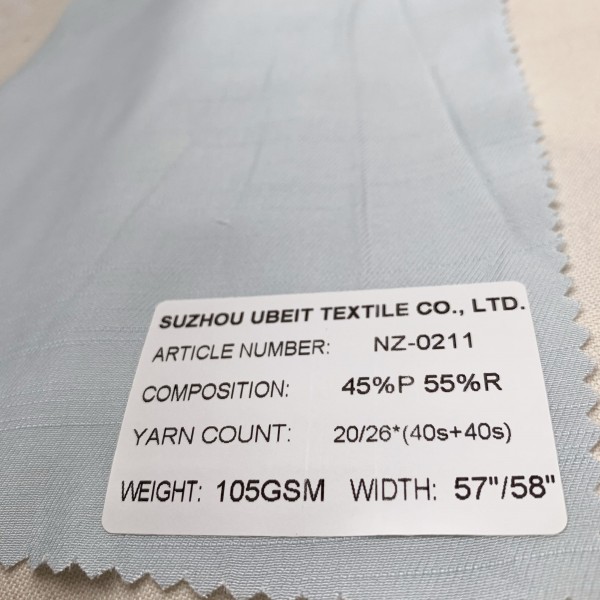 SUZHOU UBEIT TEXTILE CO., LTD.
ARTICLE NUMBER: NZ-0211
COMPOSITION: 45%P 55%R
YARN COUNT: 20/26*(40s+40s)
WEIGHT: 105GSM WIDTH: 57"/58"